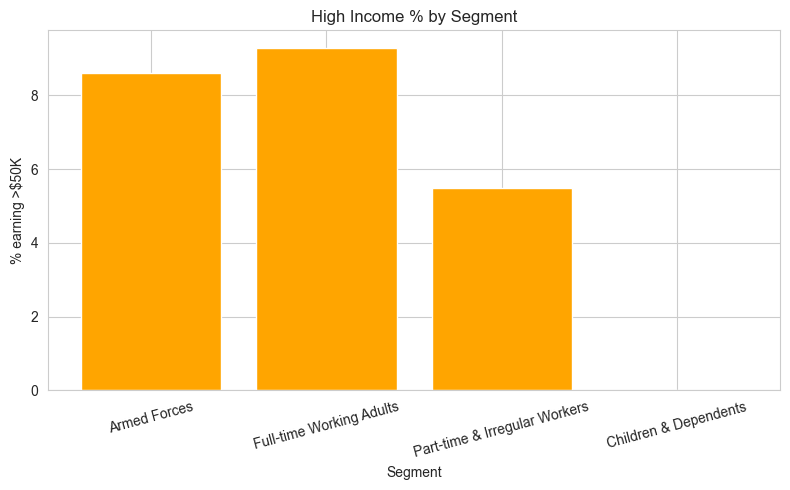 High Income % by Segment
% earning >$50K
8
6
4
2
0
Armed Forces
Full-time Working Adults
Part-time & Irregular Workers
Children & Dependents
Segment